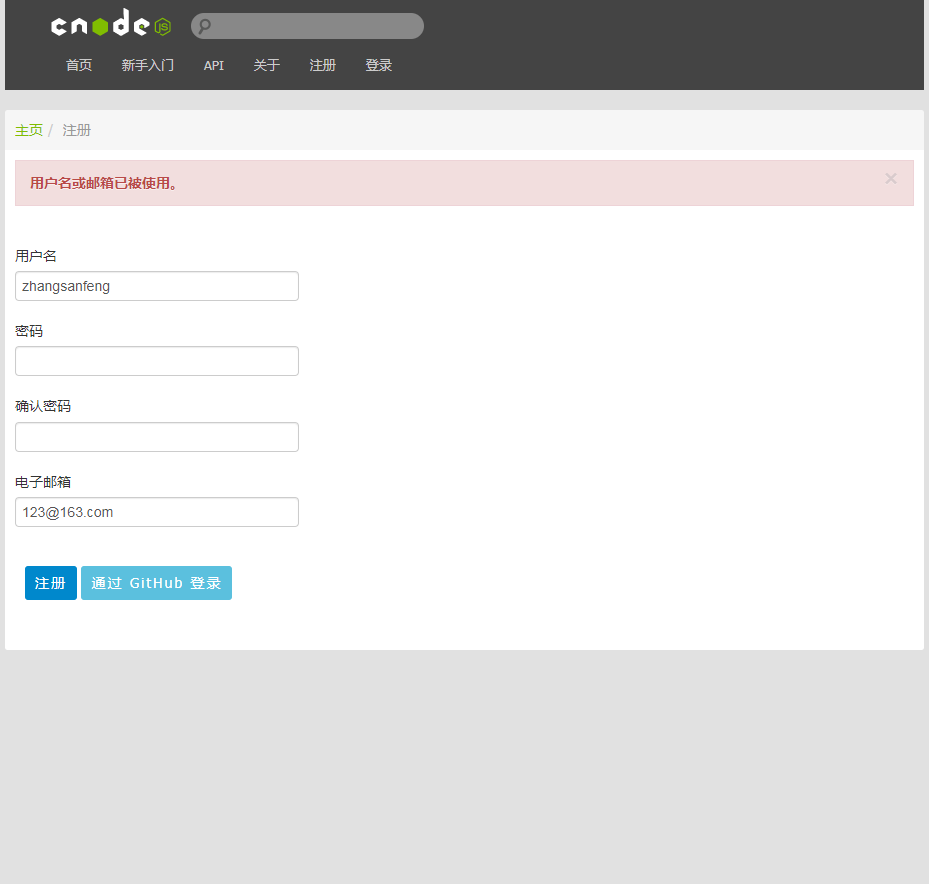 cnode JS
首页 新手入门 API 关于 注册 登录
主页 / 注册
用户名或邮箱已被使用。 ×
用户名
zhangsanfeng
密码
确认密码
电子邮箱
123@163.com
注册 通过 GitHub 登录